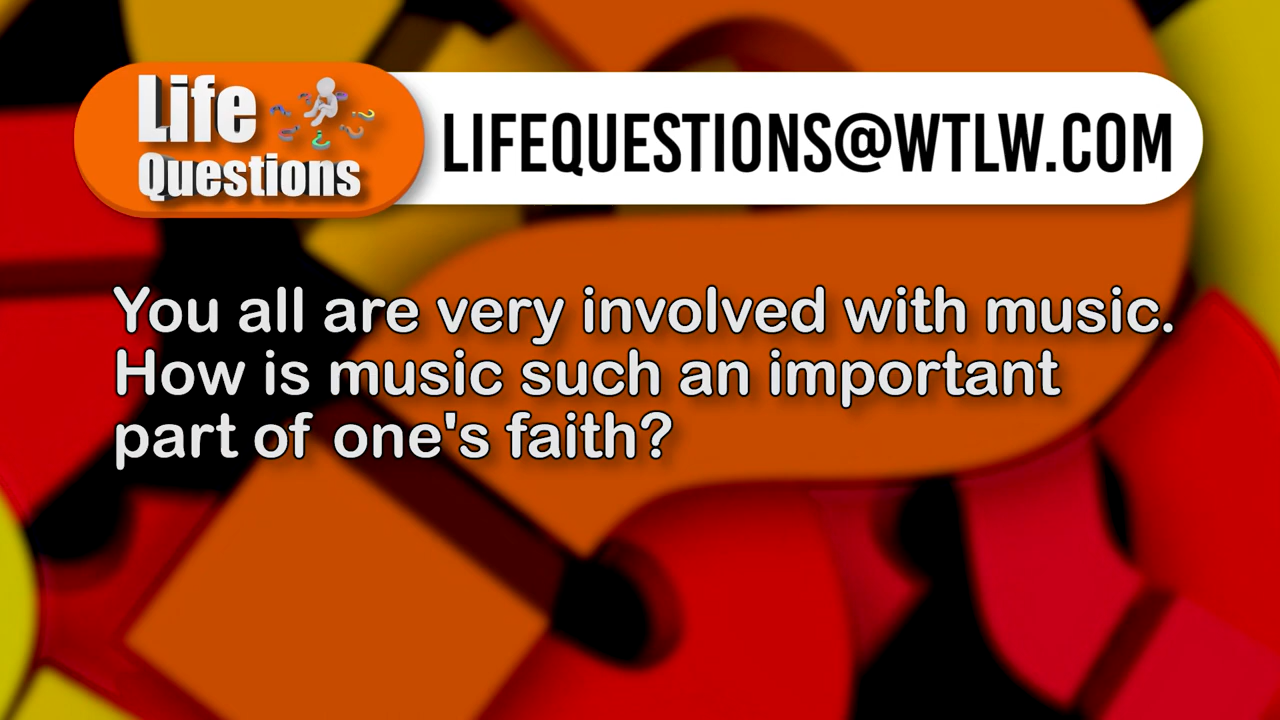 Life
Questions
LIFEQUESTIONS@WTLW.COM
You all are very involved with music.
How is music such an important
part of one's faith?